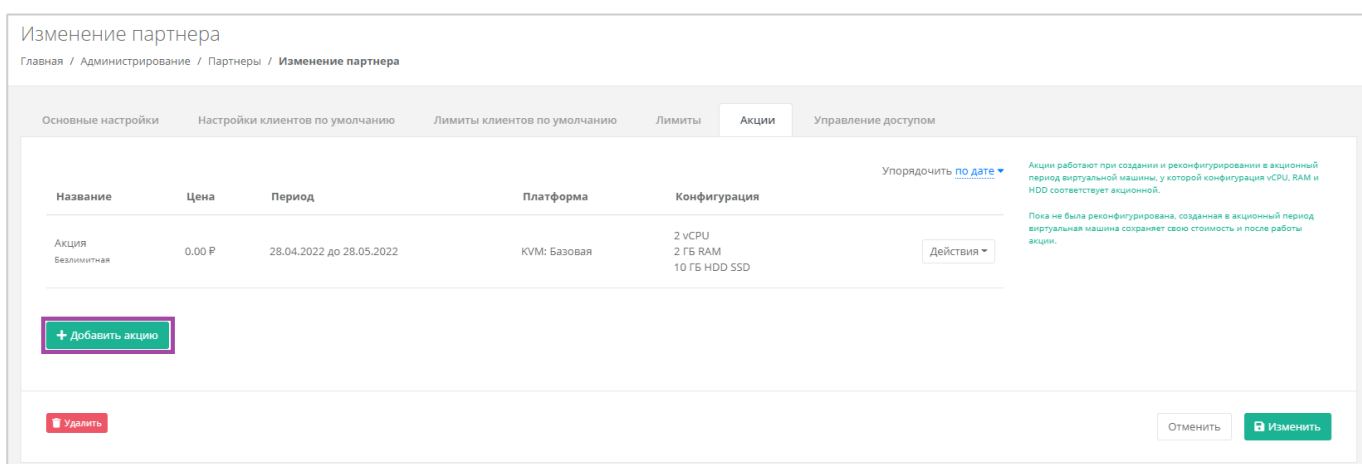 Изменение партнера
Главная / Администрирование / Партнеры / Изменение партнера
Основные настройки Настройки клиентов по умолчанию Лимиты клиентов по умолчанию Лимиты Акции Управление доступом
Упорядочить по дате
Название Цена Период Платформа Конфигурация
Акция
Безлимитная
0.00 ₽
28.04.2022 до 28.05.2022
KVM: Базовая
2 vCPU
2 ГБ RAM
10 ГБ HDD SSD
Действия
Акции работают при создании и реконфигурировании в акционный
период виртуальной машины, у которой конфигурация vCPU, RAM и
HDD соответствует акционной.
Пока не была реконфигурирована, созданная в акционный период
виртуальная машина сохраняет свою стоимость и после работы
акции.
+ Добавить акцию
Удалить
Отменить
Изменить